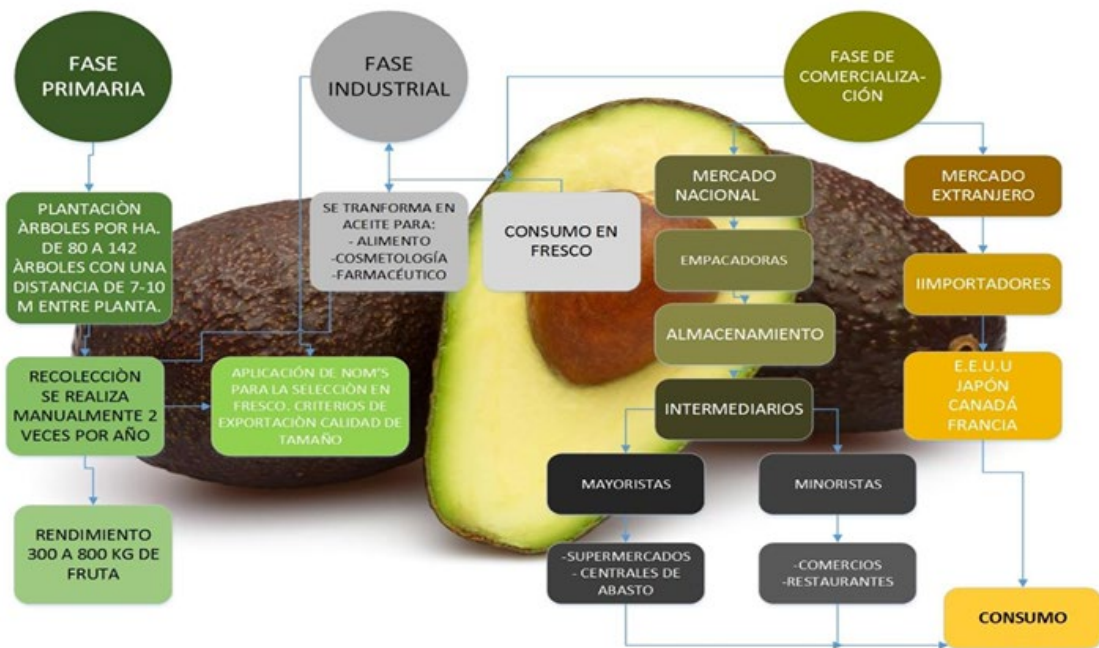 FASE
PRIMARIA
FASE
INDUSTRIAL
FASE DE
COMERCIALIZA-
CIÓN
PLANTACIÒN
ÀRBOLES POR HA.
DE 80 A 142
ÀRBOLES CON UNA
DISTANCIA DE 7-10
M ENTRE PLANTA.
SE TRANFORMA EN
ACEITE PARA:
- ALIMENTO
-COSMETOLOGÍA
-FARMACÉUTICO
CONSUMO EN
FRESCO
MERCADO
NACIONAL
MERCADO
EXTRANJERO
EMPACADORAS
IIMPORTADORES
ALMACENAMIENTO
RECOLECCIÒN
SE REALIZA
MANUALMENTE 2
VECES POR AÑO
APLICACIÓN DE NOM'S
PARA LA SELECCIÒN EN
FRESCO. CRITERIOS DE
EXPORTACIÒN CALIDAD DE
TAMAÑO
INTERMEDIARIOS
E.E.U.U
JAPÓN
CANADÁ
FRANCIA
MAYORISTAS
MINORISTAS
RENDIMIENTO
300 A 800 KG DE
FRUTA
-SUPERMERCADOS
- CENTRALES DE
ABASTO
-COMERCIOS
-RESTAURANTES
CONSUMO